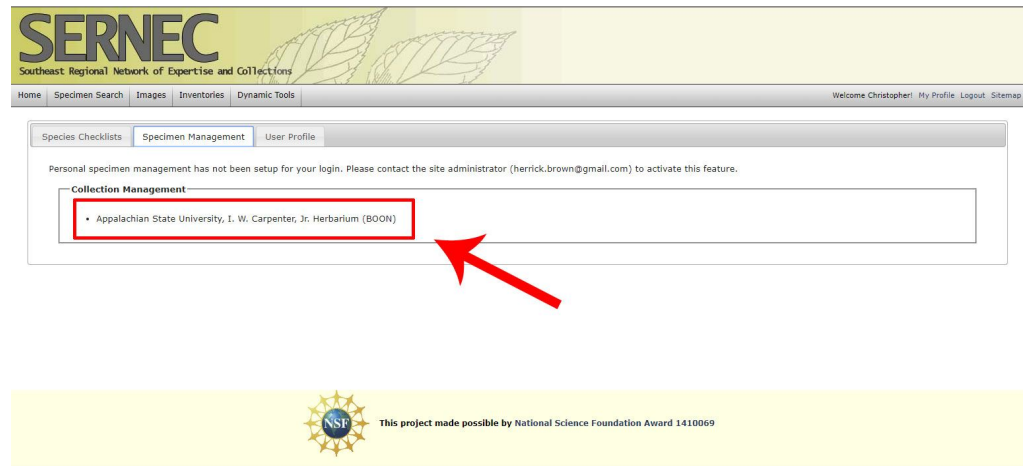 SERNEC
Southeast Regional Network of Expertise and Collections
Home Specimen Search Images Inventories Dynamic Tools Welcome Christopher! My Profile Logout Sitemap
Species Checklists Specimen Management User Profile
Personal specimen management has not been setup for your login. Please contact the site administrator (herrick.brown@gmail.com) to activate this feature.
Collection Management
• Appalachian State University, I. W. Carpenter, Jr. Herbarium (BOON)
NSF This project made possible by National Science Foundation Award 1410069